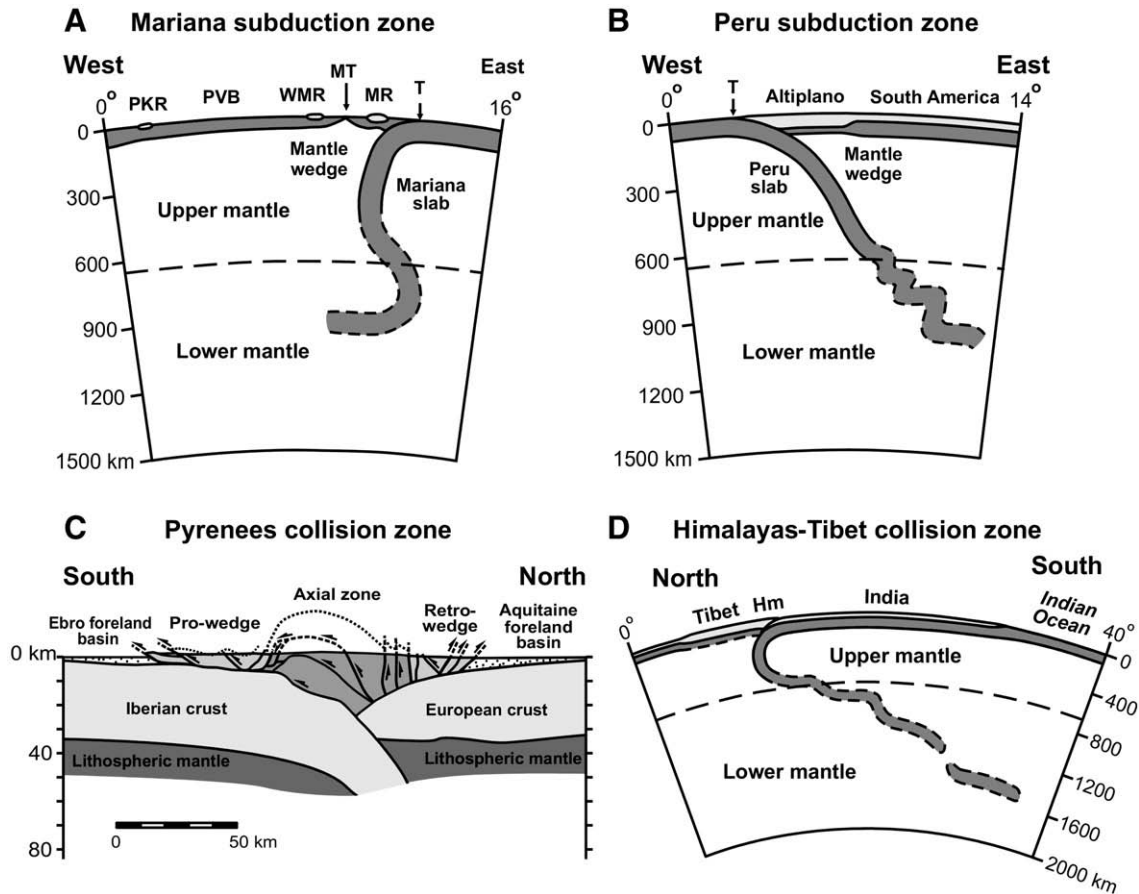 A Mariana subduction zone
West
East
0°
PKR
PVB
WMR
MT
MR
T
16°
0
300
600
900
1200
1500 km
Mantle
wedge
Mariana
slab
Upper mantle
Lower mantle
B Peru subduction zone
West
East
0°
T
Altiplano
South America
14°
0
300
600
900
1200
1500 km
Peru
slab
Mantle
wedge
Upper mantle
Lower mantle
C Pyrenees collision zone
South
North
Ebro foreland
basin
Pro-wedge
Axial zone
Retro-
wedge
Aquitaine
foreland basin
0 km
40
80
Iberian crust
European crust
Lithospheric mantle
Lithospheric mantle
0
50 km
D Himalayas-Tibet collision zone
North
South
0°
Tibet
Hm
India
Indian
Ocean
40°
0
400
800
1200
1600
2000 km
Upper mantle
Lower mantle